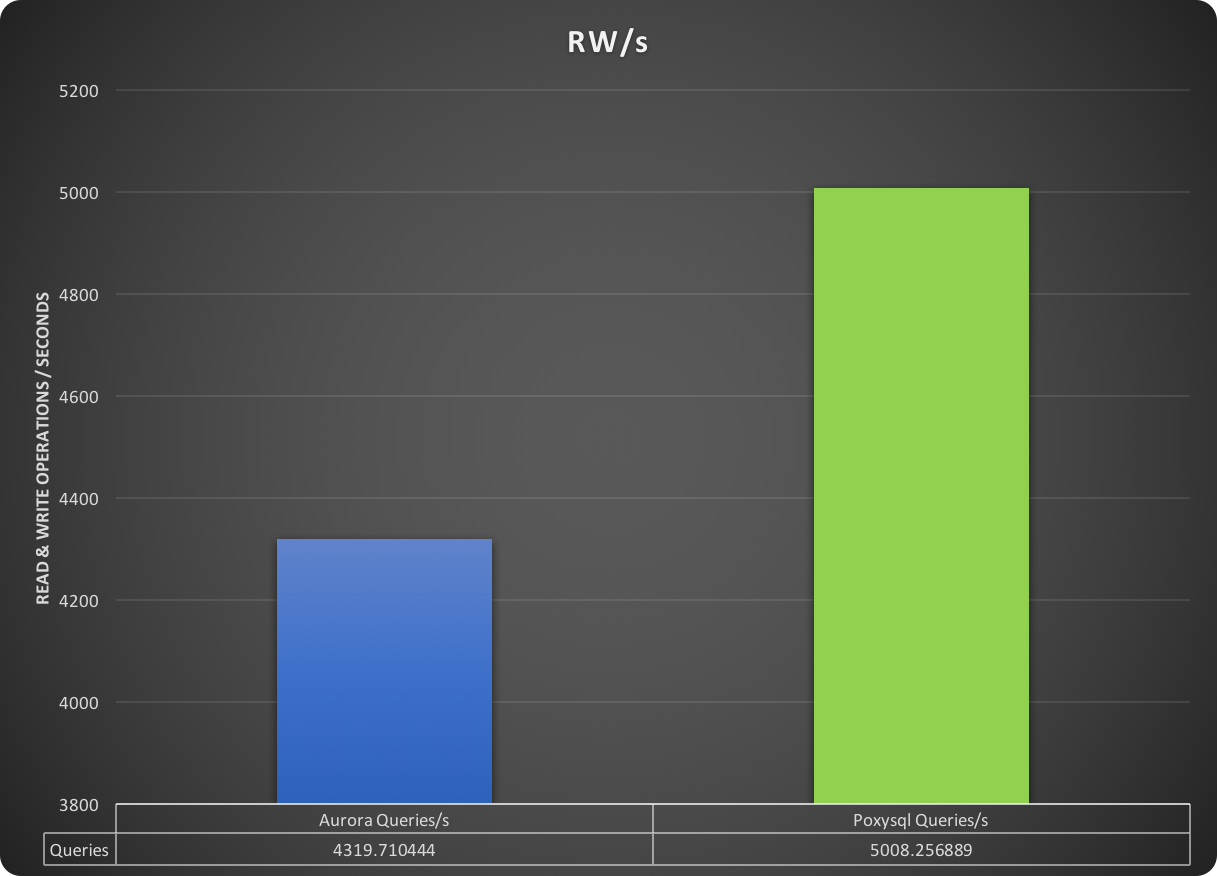 RW/s
READ & WRITE OPERATIONS / SECONDS
5200
5000
4800
4600
4400
4200
4000
3800
Aurora Queries/s Poxysql Queries/s
Queries 4319.710444 5008.256889